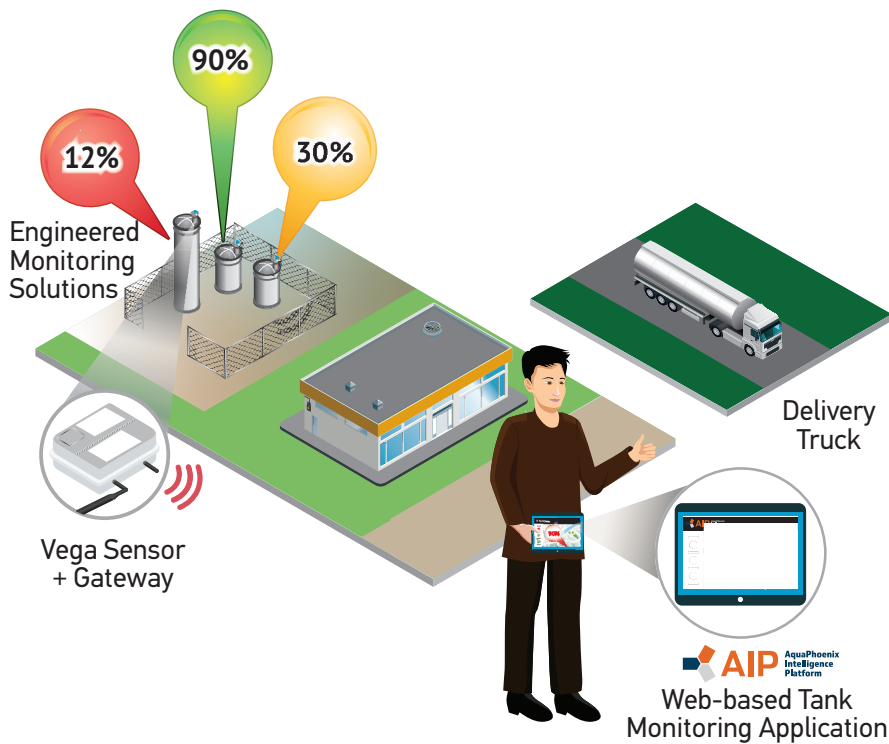 90%
12%
30%
Engineered
Monitoring
Solutions
Delivery
Truck
Vega Sensor
+ Gateway
AIP
AIP AquaPhoenix
Intelligence
Platform
Web-based Tank
Monitoring Application